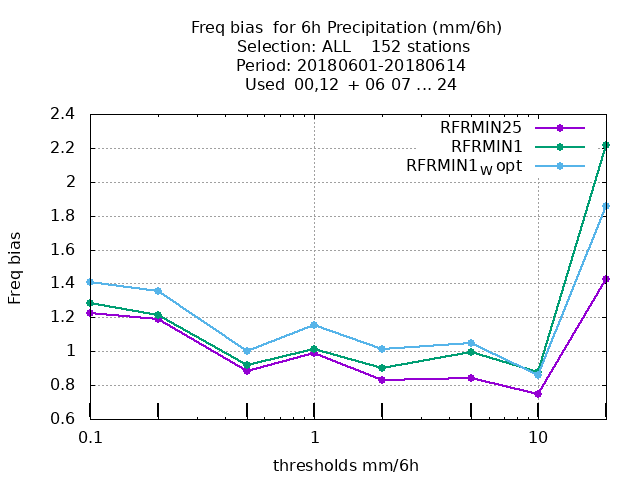 Freq bias  for 6h Precipitation (mm/6h)
Selection: ALL    152 stations
Period: 20180601-20180614
Used  00,12  + 06 07 ... 24
2.4
2.2
2
1.8
1.6
1.4
1.2
1
0.8
0.6
Freq bias
RFRMIN25
RFRMIN1
RFRMIN1W opt
0.1 1 10
thresholds mm/6h